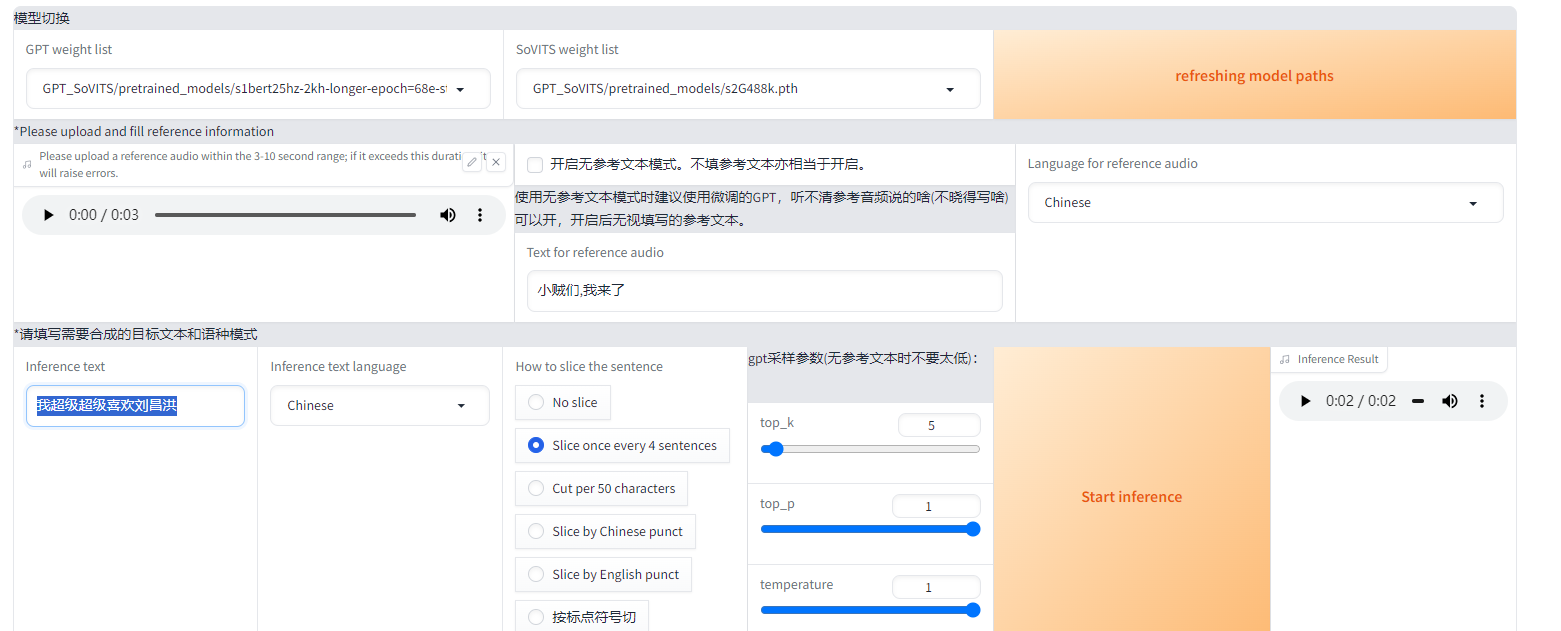 模型切换
GPT weight list
GPT_SoVITS/pretrained_models/s1bert25hz-2kh-longer-epoch=68e-s
SoVITS weight list
GPT_SoVITS/pretrained_models/s2G488k.pth
refreshing model paths
*Please upload and fill reference information
Please upload a reference audio within the 3-10 second range; if it exceeds this durati it
will raise errors.
0:00 / 0:03
开启无参考文本模式。不填参考文本亦相当于开启。
使用无参考文本模式时建议使用微调的GPT，听不清参考音频说的啥(不晓得写啥)
可以开，开启后无视填写的参考文本。
Text for reference audio
小贼们,我来了
Language for reference audio
Chinese
*请填写需要合成的目标文本和语种模式
Inference text
我超级超级喜欢刘昌洪
Inference text language
Chinese
How to slice the sentence
No slice
Slice once every 4 sentences
Cut per 50 characters
Slice by Chinese punct
Slice by English punct
按标点符号切
gpt采样参数(无参考文本时不要太低)：
top_k
5
top_p
1
temperature
1
Start inference
Inference Result
0:02 / 0:02